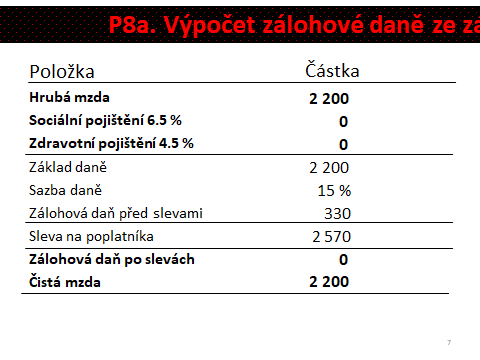 P8a. Výpočet zálohové daně ze
Položka Částka
Hrubá mzda 2 200
Sociální pojištění 6.5 % 0
Zdravotní pojištění 4.5 % 0
Základ daně 2 200
Sazba daně 15 %
Zálohová daň před slevami 330
Sleva na poplatníka 2 570
Zálohová daň po slevách 0
Čistá mzda 2 200
7